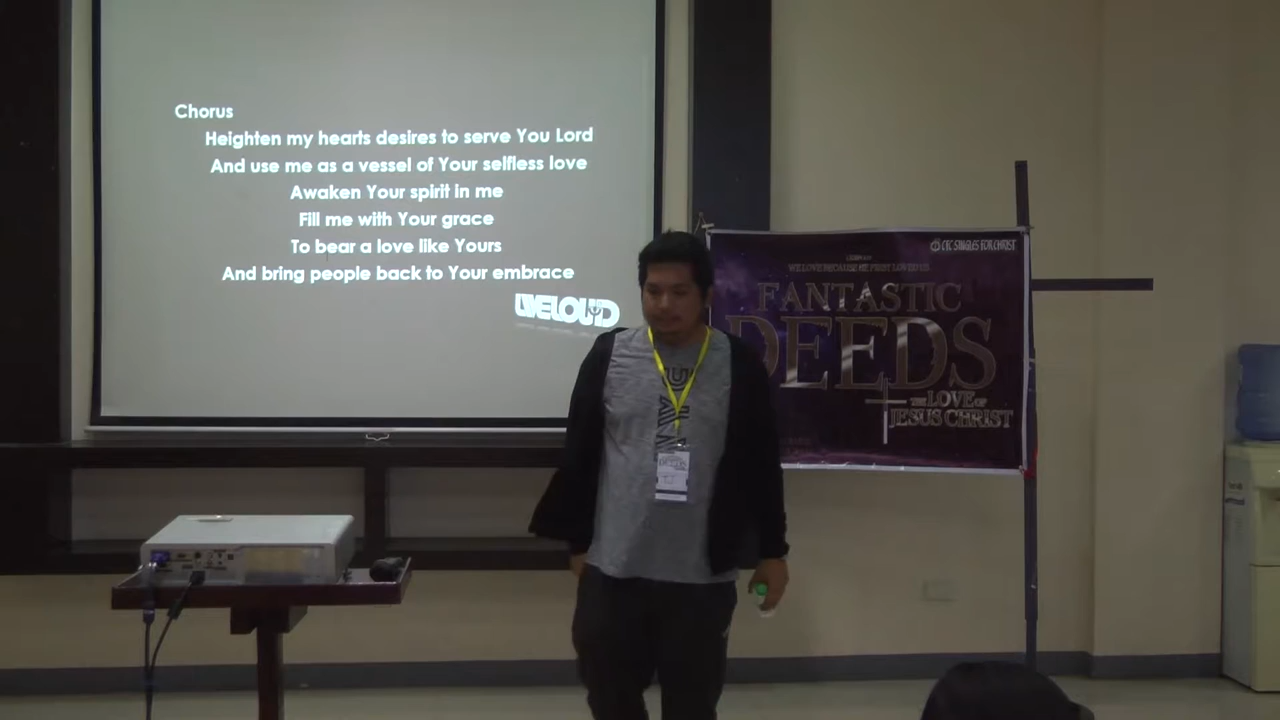 Chorus
Heighten my hearts desires to serve You Lord
And use me as a vessel of Your selfless love
Awaken Your spirit in me
Fill me with Your grace
To bear a love like Yours
And bring people back to Your embrace
LIVELOUD
CFC SINGLES FOR CHRIST
WE LOVE BECAUSE HE FIRST LOVED US
FANTASTIC
DEEDS
THE LOVE OF
JESUS CHRIST
TJ